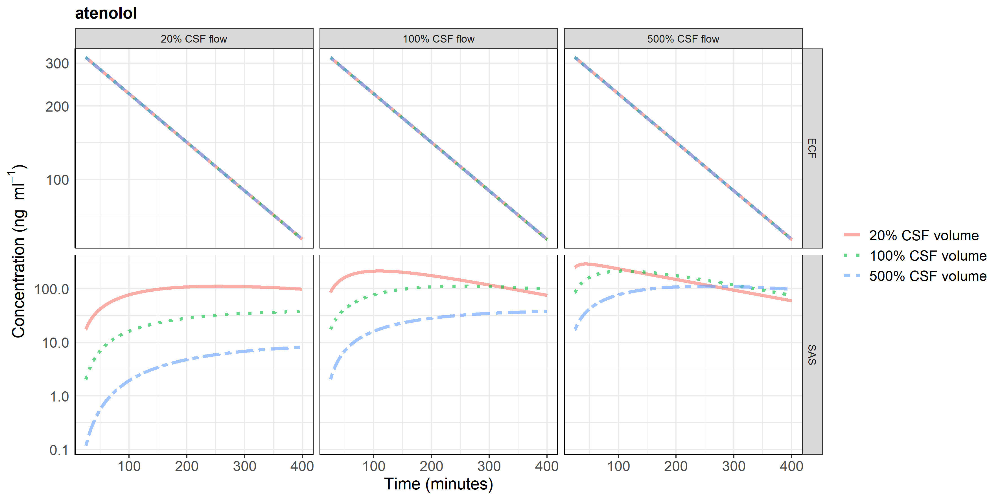 atenolol
20% CSF flow
100% CSF flow
500% CSF flow
300
200
100
ECF
Concentration (ng ml⁻¹)
20% CSF volume
100% CSF volume
500% CSF volume
100.0
10.0
1.0
0.1
SAS
100 200 300 400
100 200 300 400
100 200 300 400
Time (minutes)